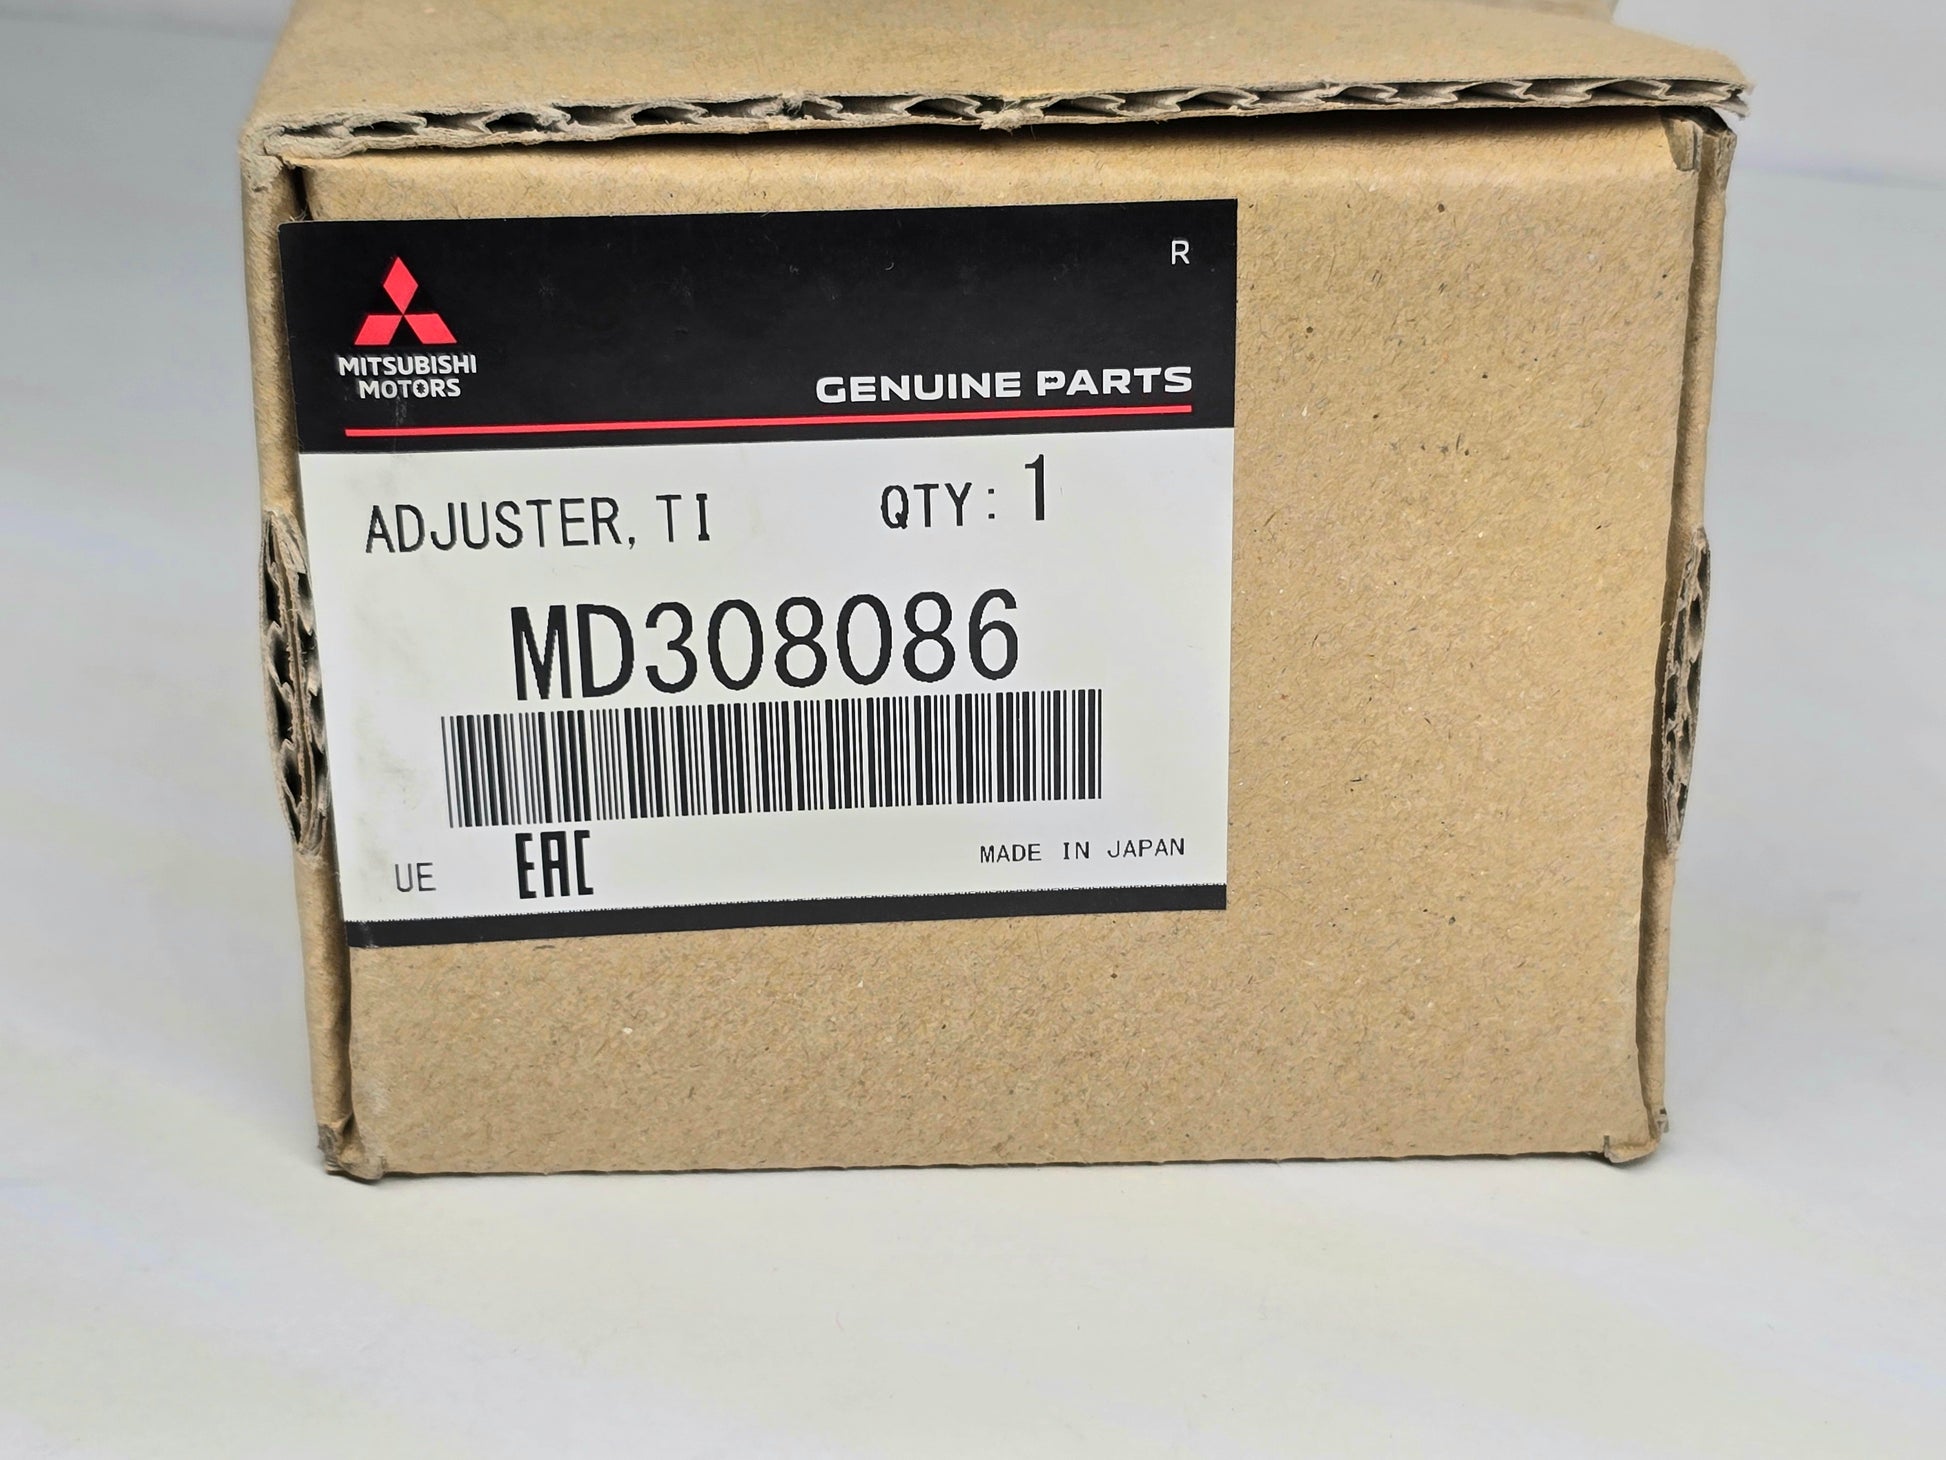 R
MITSUBISHI
MOTORS
GENUINE PARTS
ADJUSTER, TI QTY: 1
MD308086
UE EAC MADE IN JAPAN